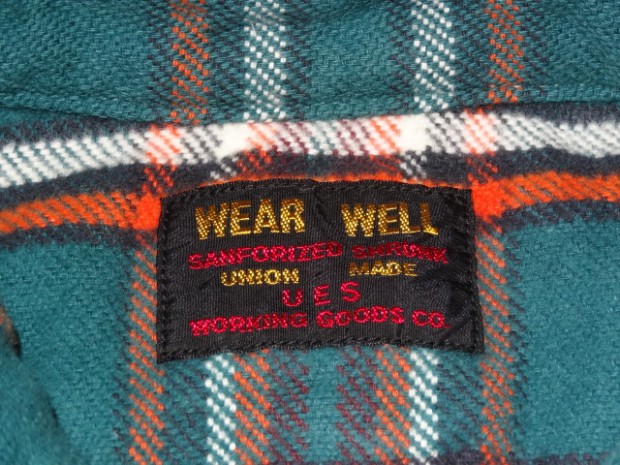 WEAR WELL
SANFORIZED SHRUNK
UNION MADE
U E S
WORKING GOODS CO.